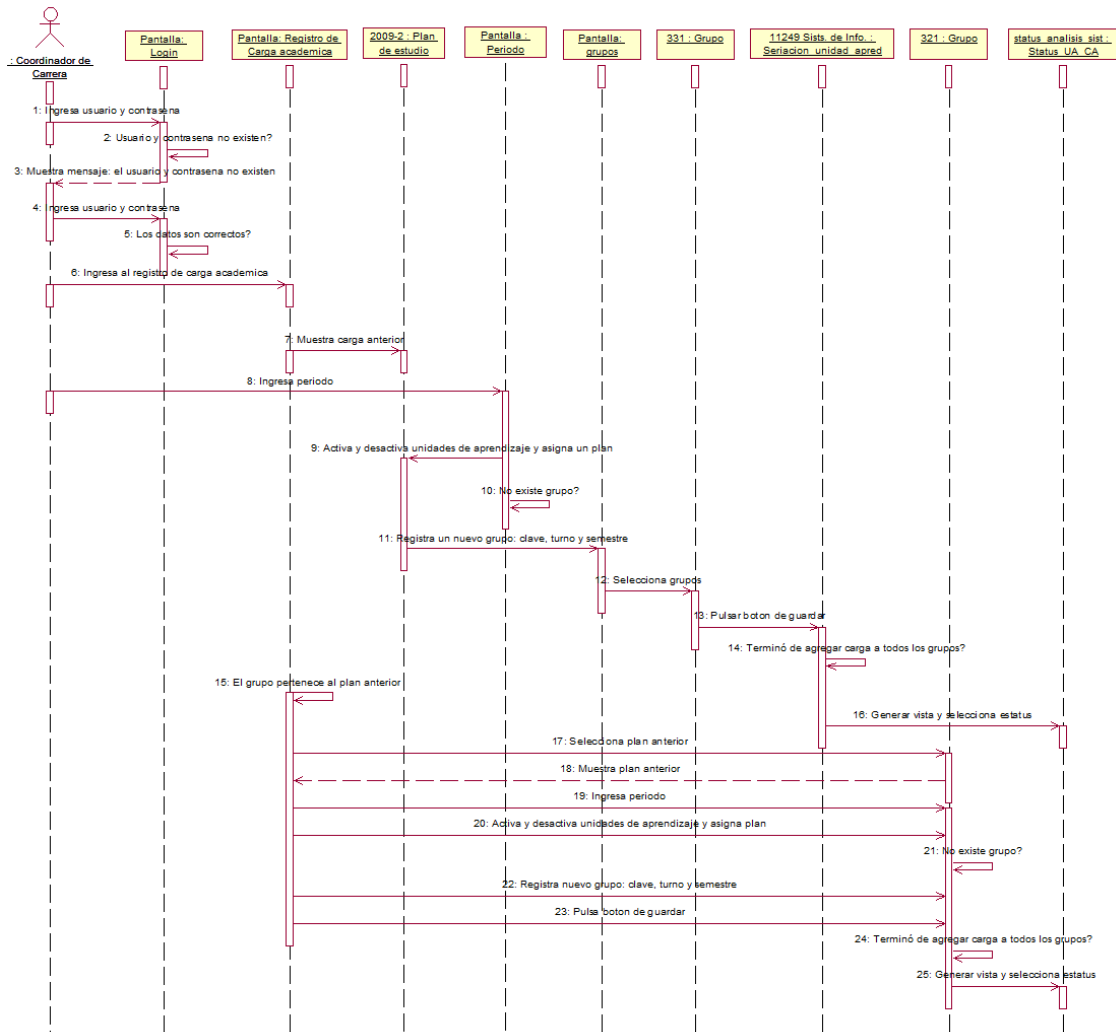 : Coordinador de
Carrera
Pantalla:
Login
Pantalla: Registro de
Carga academica
2009-2 : Plan
de estudio
Pantalla :
Periodo
Pantalla:
grupos
331 : Grupo
11249 Sists. de Info. :
Seriacion_unidad_apred
321 : Grupo
status_analisis_sist :
Status_UA_CA
1: Ingresa usuario y contrasena
2: Usuario y contrasena no existen?
3: Muestra mensaje: el usuario y contrasena no existen
4: Ingresa usuario y contrasena
5: Los datos son correctos?
6: Ingresa al registro de carga academica
7: Muestra carga anterior
8: Ingresa periodo
9: Activa y desactiva unidades de aprendizaje y asigna un plan
10: No existe grupo?
11: Registra un nuevo grupo: clave, turno y semestre
12: Selecciona grupos
13: Pulsar boton de guardar
14: Terminó de agregar carga a todos los grupos?
15: El grupo pertenece al plan anterior
16: Generar vista y selecciona estatus
17: Selecciona plan anterior
18: Muestra plan anterior
19: Ingresa periodo
20: Activa y desactiva unidades de aprendizaje y asigna plan
21: No existe grupo?
22: Registra nuevo grupo: clave, turno y semestre
23: Pulsa boton de guardar
24: Terminó de agregar carga a todos los grupos?
25: Generar vista y selecciona estatus